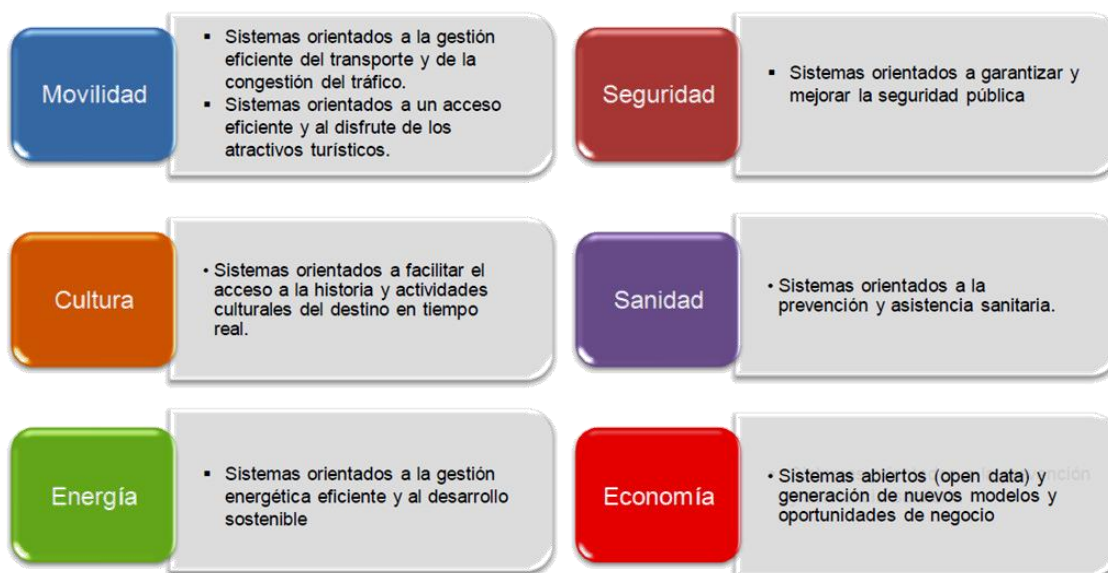 Movilidad
▪ Sistemas orientados a la gestión
eficiente del transporte y de la
congestión del tráfico.
▪ Sistemas orientados a un acceso
eficiente y al disfrute de los
atractivos turísticos.
Seguridad
▪ Sistemas orientados a garantizar y
mejorar la seguridad pública
Cultura
• Sistemas orientados a facilitar el
acceso a la historia y actividades
culturales del destino en tiempo
real.
Sanidad
• Sistemas orientados a la
prevención y asistencia sanitaria.
Energía
▪ Sistemas orientados a la gestión
energética eficiente y al desarrollo
sostenible
Economía
• Sistemas abiertos (open data) y
generación de nuevos modelos y
oportunidades de negocio